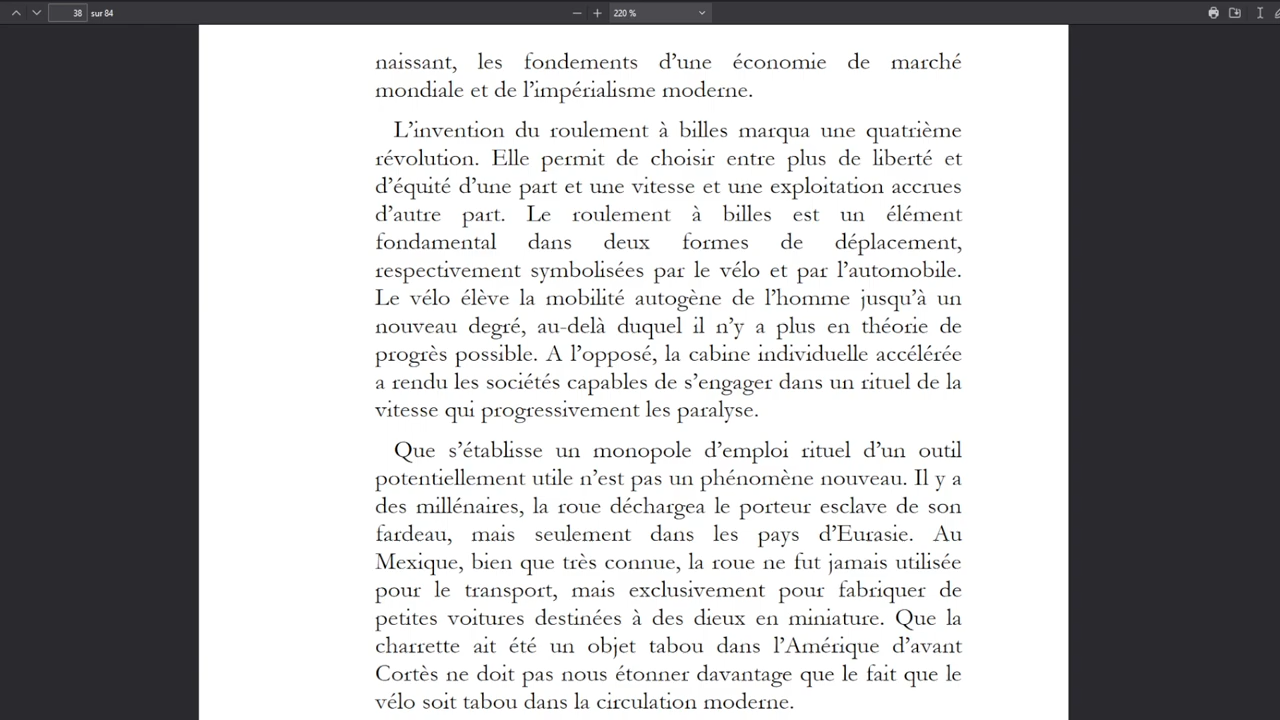 38 sur 84
220 %
naissant, les fondements d’une économie de marché
mondiale et de l’impérialisme moderne.
L’invention du roulement à billes marqua une quatrième
révolution. Elle permit de choisir entre plus de liberté et
d’équité d’une part et une vitesse et une exploitation accrues
d’autre part. Le roulement à billes est un élément
fondamental dans deux formes de déplacement,
respectivement symbolisées par le vélo et par l’automobile.
Le vélo élève la mobilité autogène de l’homme jusqu’à un
nouveau degré, au-delà duquel il n’y a plus en théorie de
progrès possible. A l’opposé, la cabine individuelle accélérée
a rendu les sociétés capables de s’engager dans un rituel de la
vitesse qui progressivement les paralyse.
Que s’établisse un monopole d’emploi rituel d’un outil
potentiellement utile n’est pas un phénomène nouveau. Il y a
des millénaires, la roue déchargea le porteur esclave de son
fardeau, mais seulement dans les pays d’Eurasie. Au
Mexique, bien que très connue, la roue ne fut jamais utilisée
pour le transport, mais exclusivement pour fabriquer de
petites voitures destinées à des dieux en miniature. Que la
charrette ait été un objet tabou dans l’Amérique d’avant
Cortès ne doit pas nous étonner davantage que le fait que le
vélo soit tabou dans la circulation moderne.